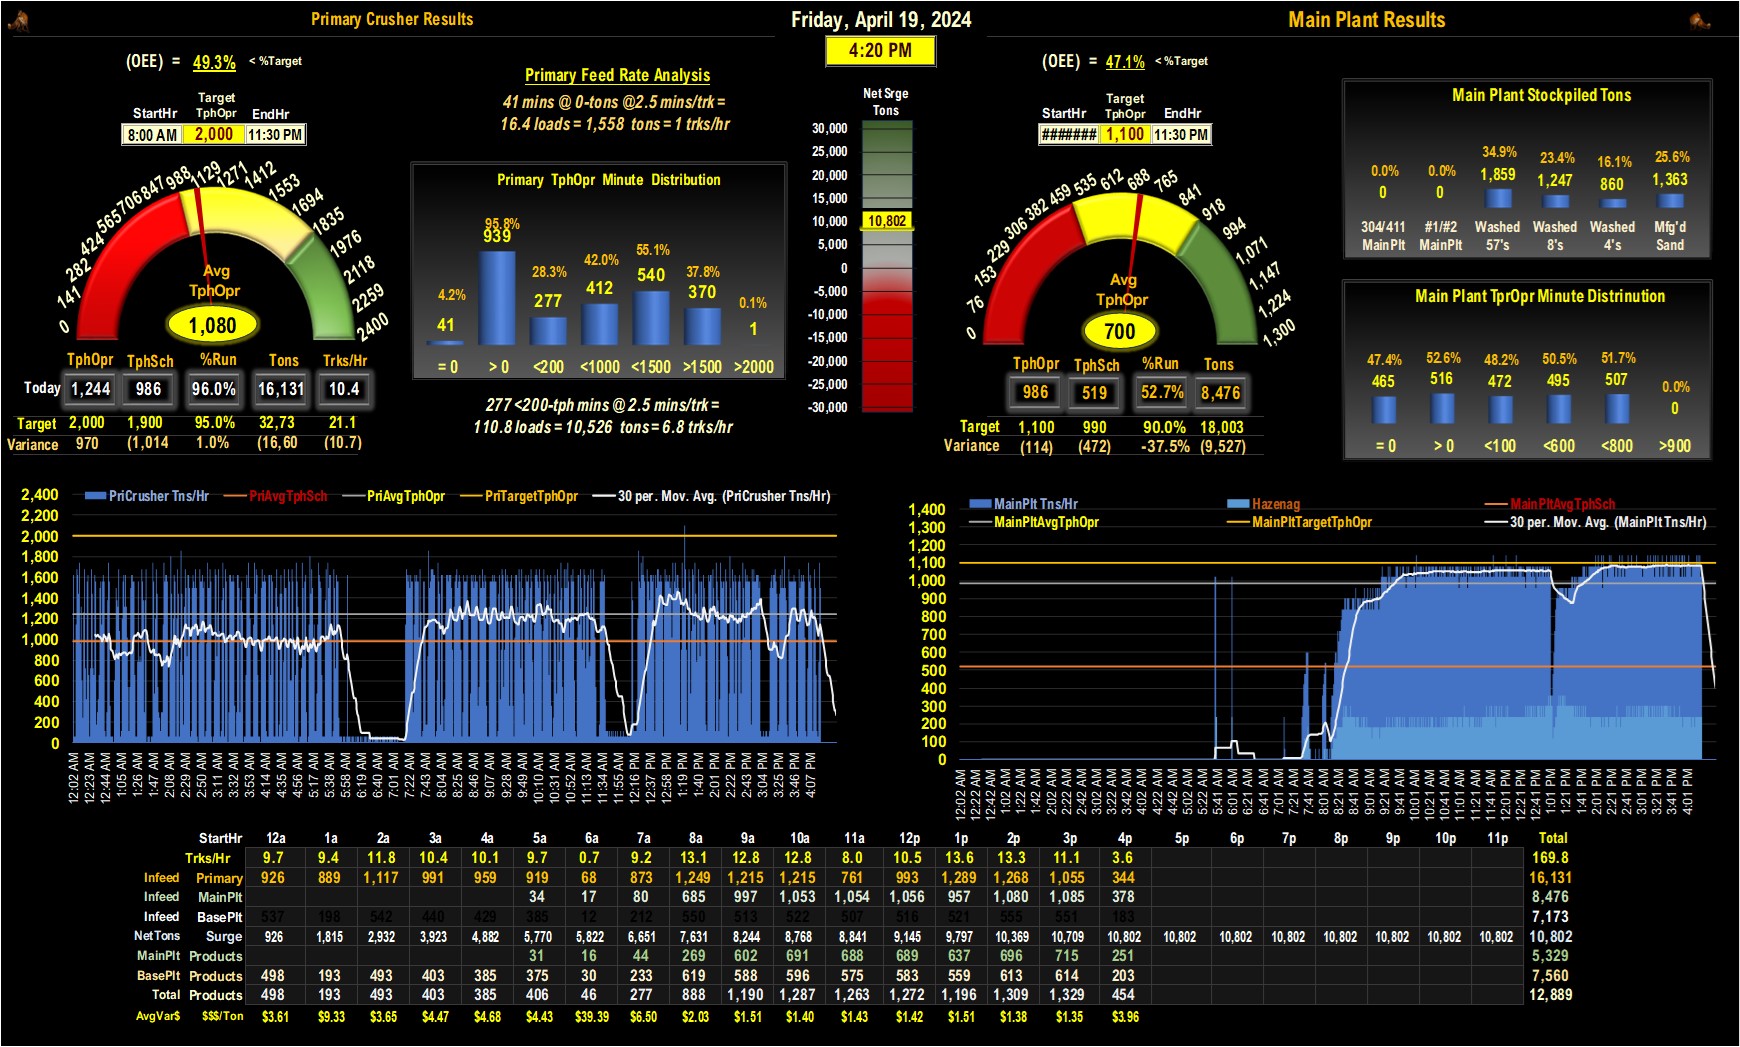 Primary Crusher Results
Friday, April 19, 2024
Main Plant Results
4:20 PM
(OEE) = 49.3% < %Target
Target
StartHr TphOpr EndHr
8:00 AM 2,000 11:30 PM
0 141 282 424 565 706 847 988 1129 1271 1412 1553 1694 1835 1976 2118 2259 2400
Avg
TphOpr
1,080
TphOpr TphSch %Run Tons Trks/Hr
Today 1,244 986 96.0% 16,131 10.4
Target 2,000 1,900 95.0% 32,73 21.1
Variance 970 (1,014 1.0% (16,60 (10.7)
Primary Feed Rate Analysis
41 mins @ 0-tons @2.5 mins/trk =
16.4 loads = 1,558 tons = 1 trks/hr
Primary TphOpr Minute Distribution
4.2% 95.8% 28.3% 42.0% 55.1% 37.8% 0.1%
41 939 277 412 540 370 1
= 0 > 0 <200 <1000 <1500 >1500 >2000
277 <200-tph mins @ 2.5 mins/trk =
110.8 loads = 10,526 tons = 6.8 trks/hr
Net Srge
Tons
30,000
25,000
20,000
15,000
10,000
10,802
5,000
0
-5,000
-10,000
-15,000
-20,000
-25,000
-30,000
(OEE) = 47.1% < %Target
Target
StartHr TphOpr EndHr
####### 1,100 11:30 PM
0 76 153 229 306 382 459 535 612 688 765 841 918 994 1,071 1,147 1,224 1,300
Avg
TphOpr
700
TphOpr TphSch %Run Tons
986 519 52.7% 8,476
Target 1,100 990 90.0% 18,003
Variance (114) (472) -37.5% (9,527)
Main Plant Stockpiled Tons
0.0% 0.0% 34.9% 23.4% 16.1% 25.6%
0 0 1,859 1,247 860 1,363
304/411 #1/#2 Washed Washed Washed Mfg'd
MainPlt MainPlt 57's 8's 4's Sand
Main Plant TprOpr Minute Distrinution
47.4% 52.6% 48.2% 50.5% 51.7% 0.0%
465 516 472 495 507 0
= 0 > 0 <100 <600 <800 >900
PriCrusher Tns/Hr PriAvgTphSch PriAvgTphOpr PriTargetTphOpr 30 per. Mov. Avg. (PriCrusher Tns/Hr)
2,400
2,200
2,000
1,800
1,600
1,400
1,200
1,000
800
600
400
200
0
12:02 AM 12:23 AM 12:44 AM 1:05 AM 1:26 AM 1:47 AM 2:08 AM 2:29 AM 2:50 AM 3:11 AM 3:32 AM 3:53 AM 4:14 AM 4:35 AM 4:56 AM 5:17 AM 5:38 AM 5:58 AM 6:19 AM 6:40 AM 7:01 AM 7:22 AM 7:43 AM 8:04 AM 8:25 AM 8:46 AM 9:07 AM 9:28 AM 9:49 AM 10:10 AM 10:31 AM 10:52 AM 11:13 AM 11:34 AM 11:55 AM 12:16 PM 12:37 PM 12:58 PM 1:19 PM 1:40 PM 2:01 PM 2:22 PM 2:43 PM 3:04 PM 3:25 PM 3:46 PM 4:07 PM
MainPlt Tns/Hr Hazenag MainPltAvgTphSch
MainPltAvgTphOpr MainPltTargetTphOpr 30 per. Mov. Avg. (MainPlt Tns/Hr)
1,400
1,300
1,200
1,100
1,000
900
800
700
600
500
400
300
200
100
0
12:02 AM 12:22 AM 12:42 AM 1:02 AM 1:22 AM 1:42 AM 2:02 AM 2:22 AM 2:42 AM 3:02 AM 3:22 AM 3:42 AM 4:02 AM 4:22 AM 4:42 AM 5:02 AM 5:22 AM 5:41 AM 6:01 AM 6:21 AM 6:41 AM 7:01 AM 7:21 AM 7:41 AM 8:01 AM 8:21 AM 8:41 AM 9:01 AM 9:21 AM 9:41 AM 10:01 AM 10:21 AM 10:41 AM 11:01 AM 11:21 AM 11:41 AM 12:01 PM 12:21 PM 12:41 PM 1:01 PM 1:21 PM 1:41 PM 2:01 PM 2:21 PM 2:41 PM 3:01 PM 3:21 PM 3:41 PM 4:01 PM
StartHr 12a 1a 2a 3a 4a 5a 6a 7a 8a 9a 10a 11a 12p 1p 2p 3p 4p 5p 6p 7p 8p 9p 10p 11p Total
Trks/Hr 9.7 9.4 11.8 10.4 10.1 9.7 0.7 9.2 13.1 12.8 12.8 8.0 10.5 13.6 13.3 11.1 3.6 169.8
Infeed Primary 926 889 1,117 991 959 919 68 873 1,249 1,215 1,215 761 993 1,289 1,268 1,055 344 16,131
Infeed MainPlt 34 17 80 685 997 1,053 1,054 1,056 957 1,080 1,085 378 8,476
Infeed BasePlt 537 198 542 440 429 385 12 212 550 513 522 507 516 521 555 551 183 7,173
NetTons Surge 926 1,815 2,932 3,923 4,882 5,770 5,822 6,651 7,631 8,244 8,768 8,841 9,145 9,797 10,369 10,709 10,802 10,802 10,802 10,802 10,802 10,802 10,802 10,802 10,802
MainPlt Products 31 16 44 269 602 691 688 689 637 696 715 251 5,329
BasePlt Products 498 193 493 403 385 375 30 233 619 588 596 575 583 559 613 614 203 7,560
Total Products 498 193 493 403 385 406 46 277 888 1,190 1,287 1,263 1,272 1,196 1,309 1,329 454 12,889
AvgVar$ $$$/Ton $3.61 $9.33 $3.65 $4.47 $4.68 $4.43 $39.39 $6.50 $2.03 $1.51 $1.40 $1.43 $1.42 $1.51 $1.38 $1.35 $3.96